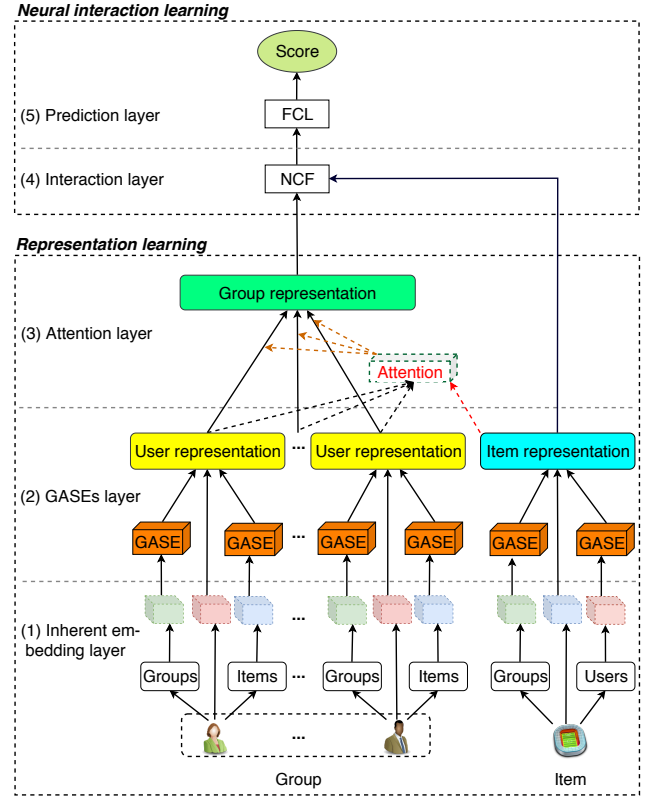 Neural interaction learning
Score
(5) Prediction layer
FCL
(4) Interaction layer
NCF
Representation learning
Group representation
(3) Attention layer
Attention
User representation ... User representation Item representation
(2) GASEs layer
GASE GASE ... GASE GASE GASE GASE
(1) Inherent em-
bedding layer
...
Groups Items ... Groups Items Groups Users
...
Group Item